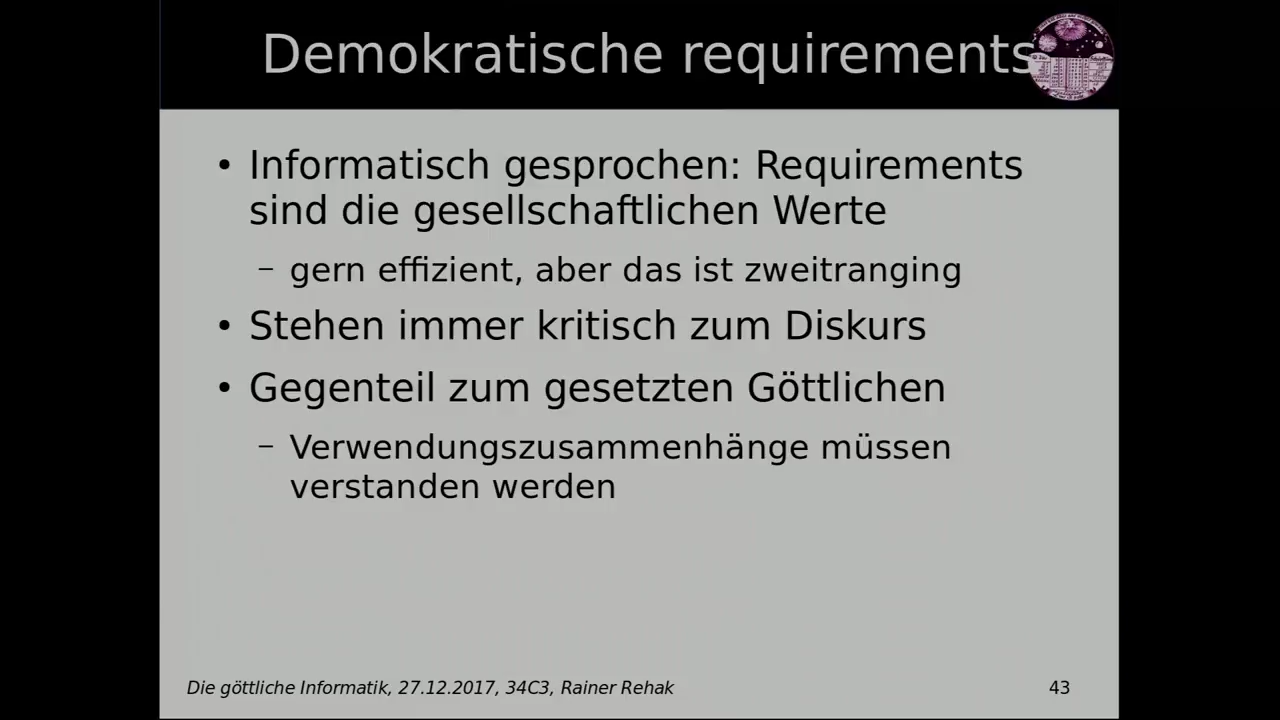 Demokratische requirements
• Informatisch gesprochen: Requirements
sind die gesellschaftlichen Werte
– gern effizient, aber das ist zweitranging
• Stehen immer kritisch zum Diskurs
• Gegenteil zum gesetzten Göttlichen
– Verwendungszusammenhänge müssen
verstanden werden
Die göttliche Informatik, 27.12.2017, 34C3, Rainer Rehak
43